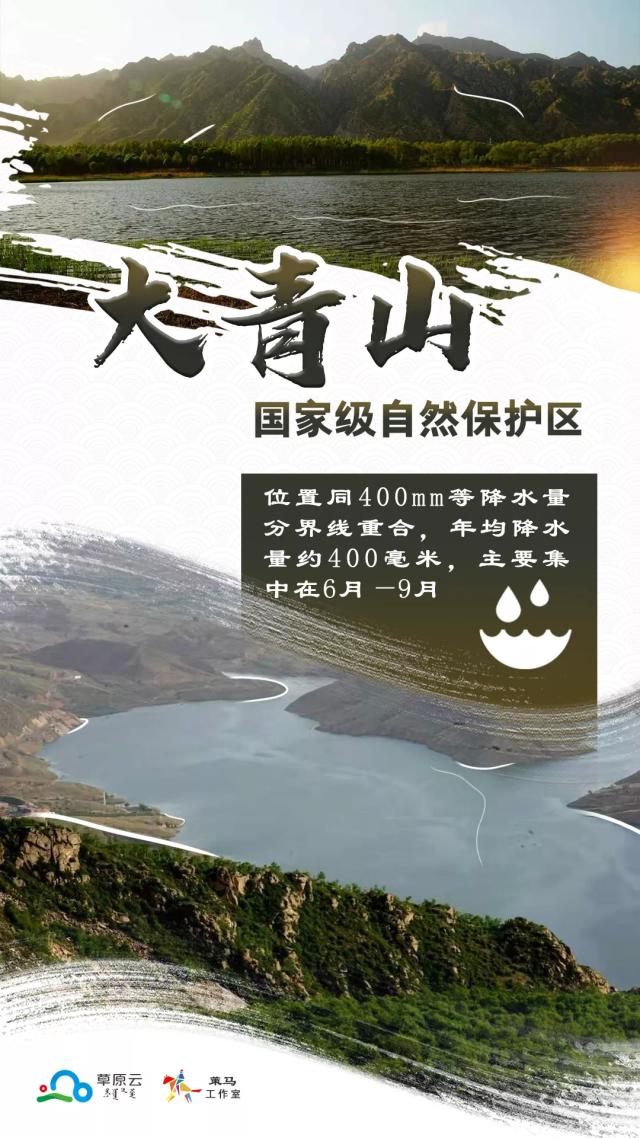 大青山
国家级自然保护区
位置同400mm等降水量
分界线重合，年均降水
量约400毫米，主要集
中在6月—9月
草原云
策马
工作室